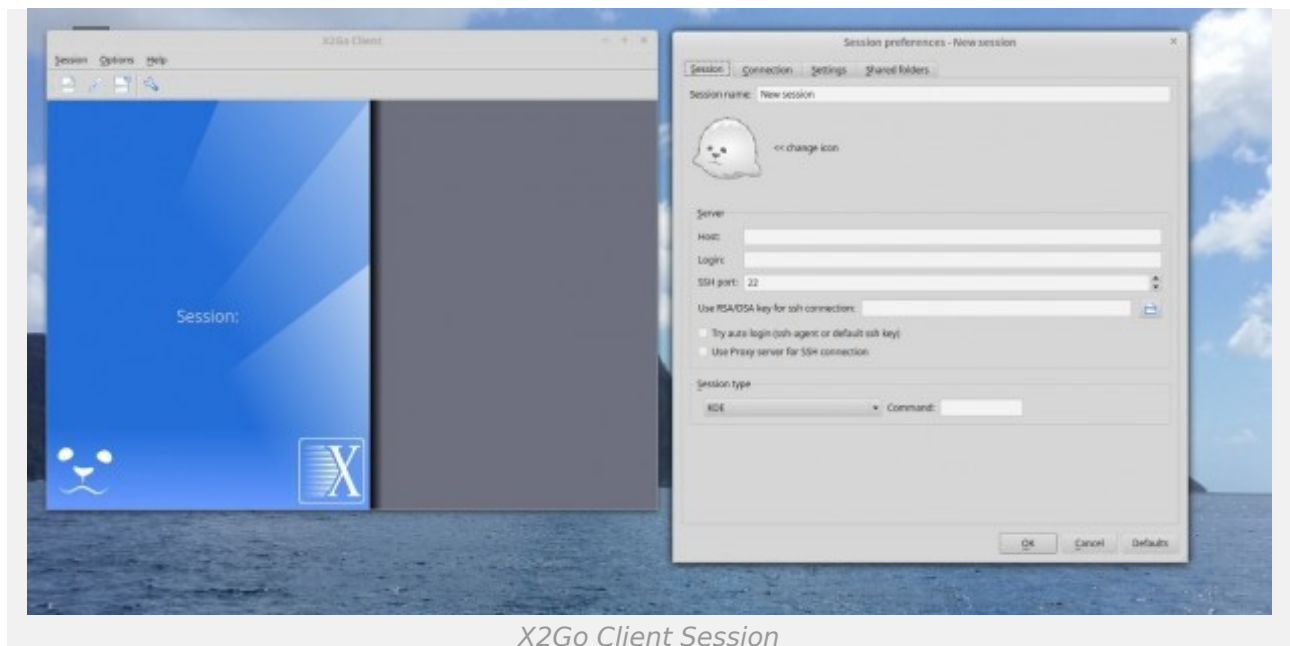 X2Go Client
Session Options Help
Session:
X
Session preferences - New session
Session Connection Settings Shared folders
Session name: New session
<< change icon
Server
Host:
Login:
SSH port: 22
Use RSA/DSA key for ssh connection:
Try auto login (ssh-agent or default ssh key)
Use Proxy server for SSH connection
Session type
KDE Command:
OK Cancel Defaults
X2Go Client Session